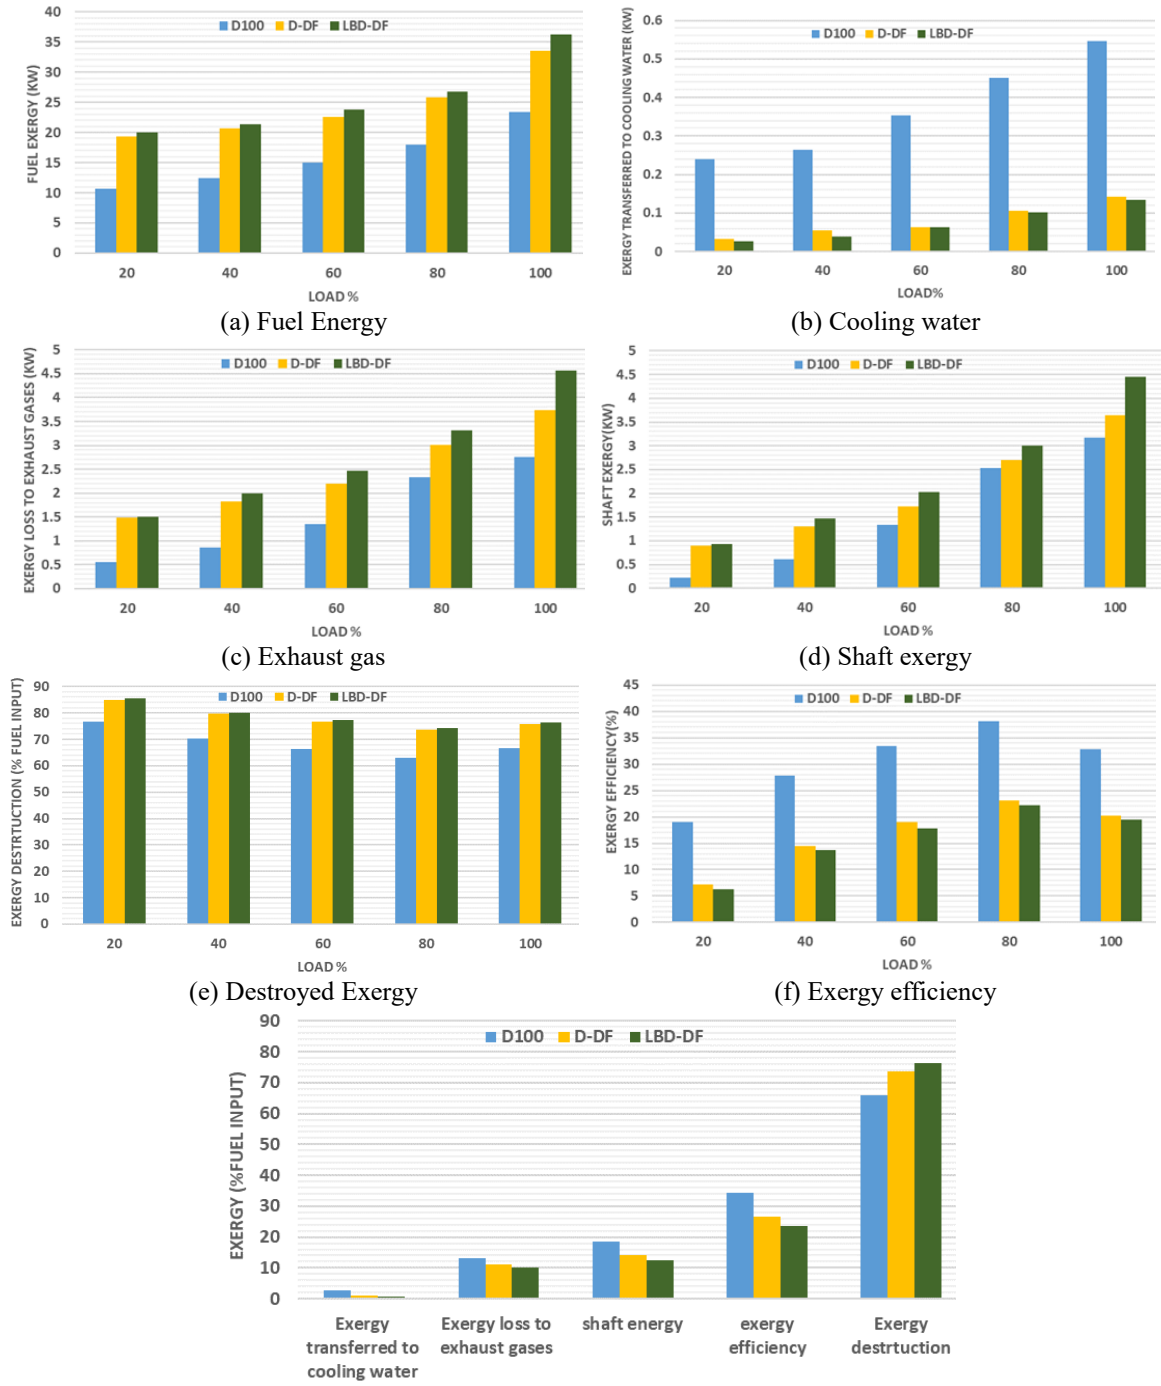 FUEL EXERGY (KW)
D100 D-DF LBD-DF
40
35
30
25
20
15
10
5
0
20 40 60 80 100
LOAD %
(a) Fuel Energy
EXERGY TRANSFERRED TO COOLING WATER (KW)
D100 D-DF LBD-DF
0.6
0.5
0.4
0.3
0.2
0.1
0
20 40 60 80 100
LOAD%
(b) Cooling water
EXERGY LOSS TO EXHAUST GASES (KW)
D100 D-DF LBD-DF
5
4.5
4
3.5
3
2.5
2
1.5
1
0.5
0
20 40 60 80 100
LOAD %
(c) Exhaust gas
SHAFT EXERGY(KW)
D100 D-DF LBD-DF
5
4.5
4
3.5
3
2.5
2
1.5
1
0.5
0
20 40 60 80 100
LOAD %
(d) Shaft exergy
EXERGY DESTRTUCTION (% FUEL INPUT)
D100 D-DF LBD-DF
90
80
70
60
50
40
30
20
10
0
20 40 60 80 100
LOAD %
(e) Destroyed Exergy
EXERGY EFFICIENCY(%)
D100 D-DF LBD-DF
45
40
35
30
25
20
15
10
5
0
20 40 60 80 100
LOAD %
(f) Exergy efficiency
EXERGY (%FUEL INPUT)
D100 D-DF LBD-DF
90
80
70
60
50
40
30
20
10
0
Exergy
transferred to
cooling water
Exergy loss to
exhaust gases
shaft energy
exergy
efficiency
Exergy
destrtuction